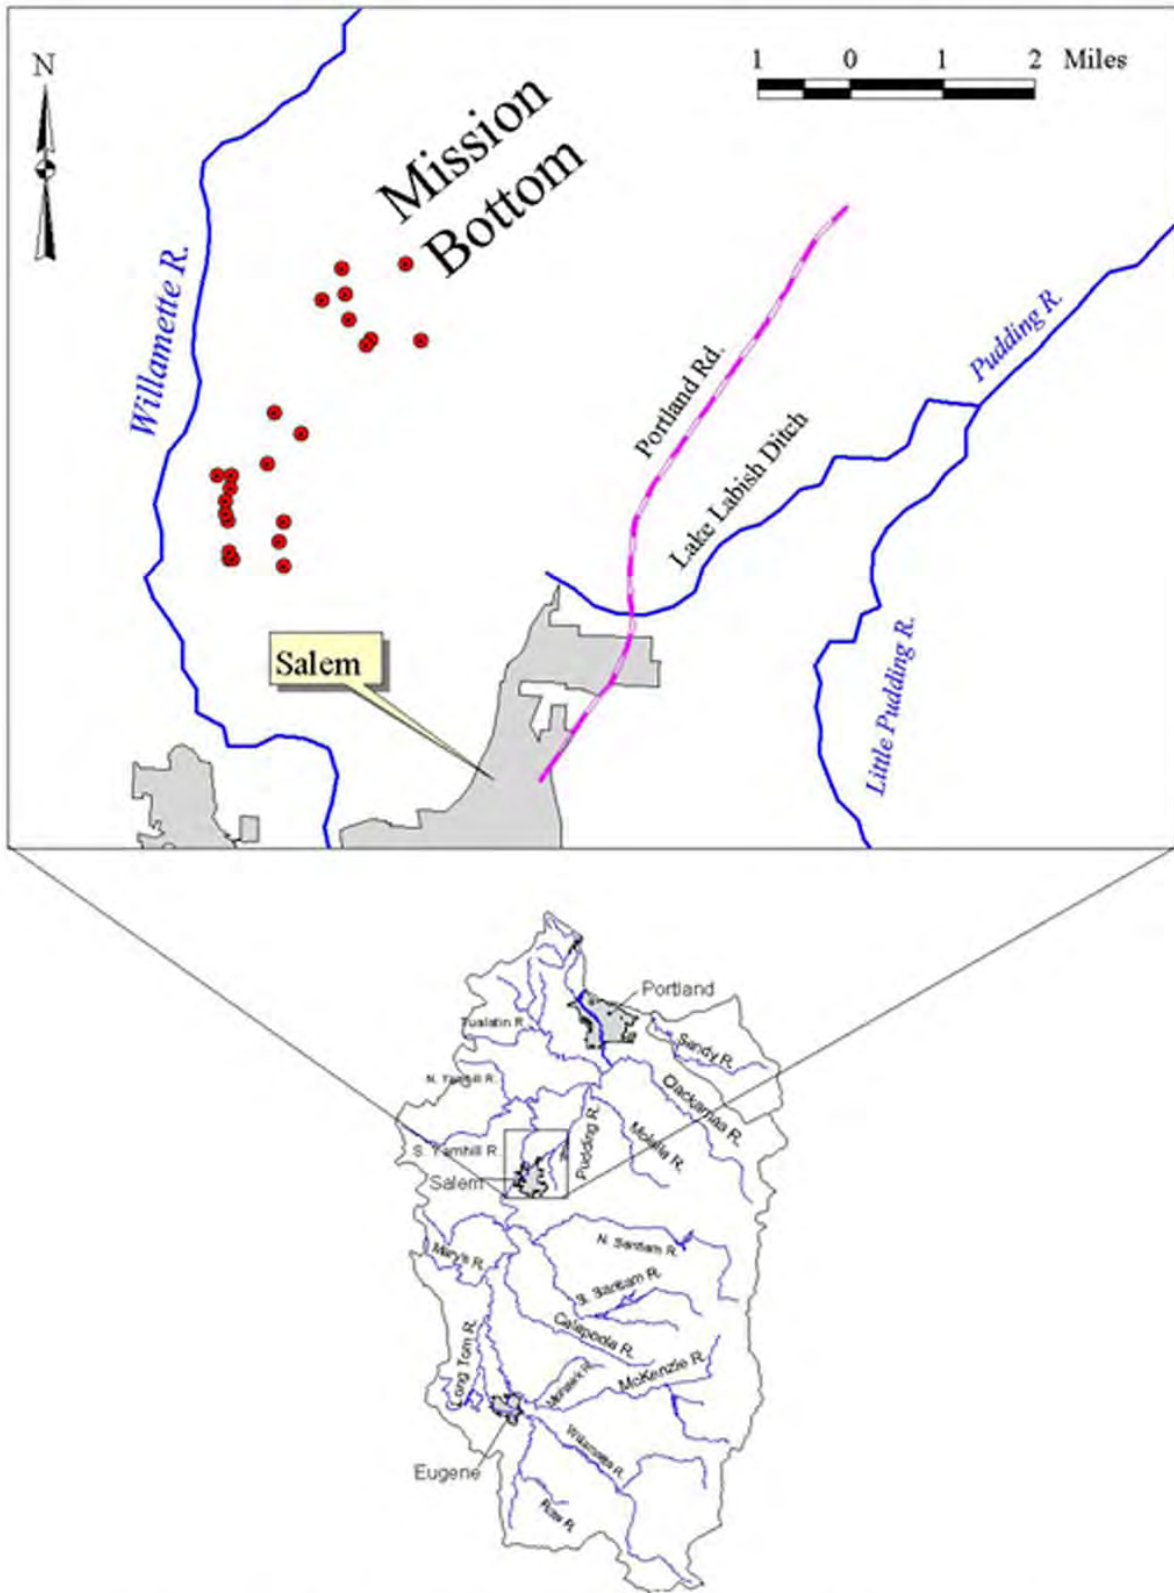 N
1 0 1 2 Miles
Mission
Bottom
Willamette R.
Portland Rd.
Pudding R.
Lake Labish Ditch
Little Pudding R.
Salem
Portland
Tualatin R.
Sandy R.
N. Yamhill R.
Clackamas R.
Pudding R.
Molalla R.
S. Yamhill R.
Salem
Mary's R.
N. Santiam R.
S. Santiam R.
Calapooia R.
Long Tom R.
Mohawk R.
McKenzie R.
Willamette R.
Eugene